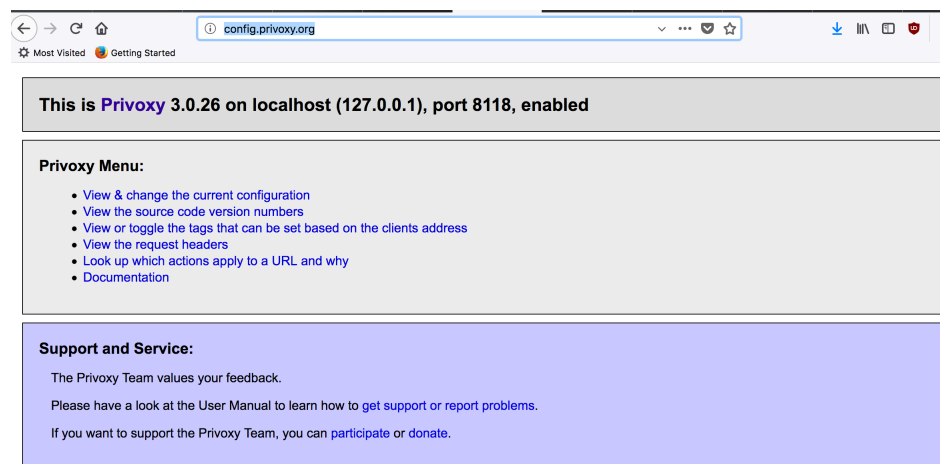 config.privoxy.org
Most Visited Getting Started
This is Privoxy 3.0.26 on localhost (127.0.0.1), port 8118, enabled
Privoxy Menu:
• View & change the current configuration
• View the source code version numbers
• View or toggle the tags that can be set based on the clients address
• View the request headers
• Look up which actions apply to a URL and why
• Documentation
Support and Service:
The Privoxy Team values your feedback.
Please have a look at the User Manual to learn how to get support or report problems.
If you want to support the Privoxy Team, you can participate or donate.